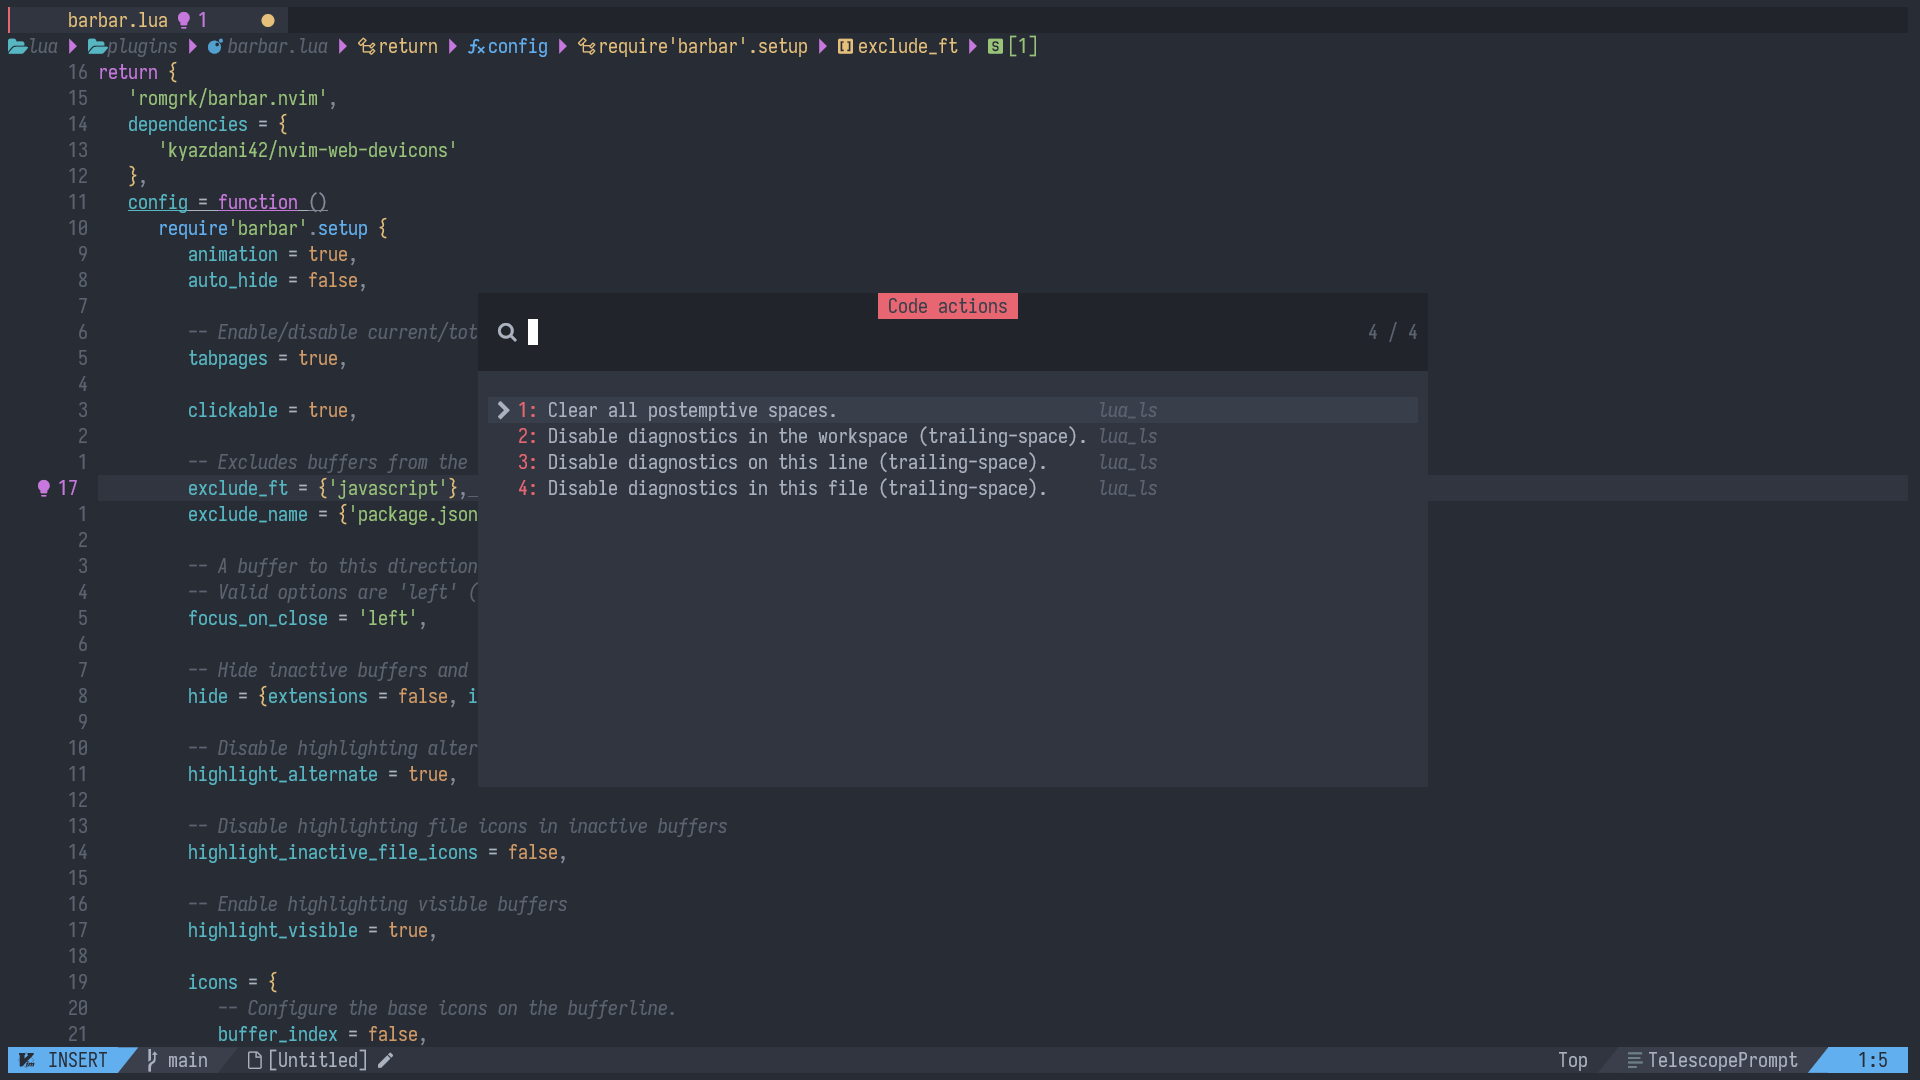 barbar.lua 1
lua plugins barbar.lua return config require'barbar'.setup exclude_ft [1]
16 return {
15 'romgrk/barbar.nvim',
14 dependencies = {
13 'kyazdani42/nvim-web-devicons'
12 },
11 config = function ()
10 require'barbar'.setup {
9 animation = true,
8 auto_hide = false,
7
6 -- Enable/disable current/tot
5 tabpages = true,
4
3 clickable = true,
2
1 -- Excludes buffers from the
17 exclude_ft = {'javascript'},_
1 exclude_name = {'package.json
2
3 -- A buffer to this direction
4 -- Valid options are 'left' (
5 focus_on_close = 'left',
6
7 -- Hide inactive buffers and
8 hide = {extensions = false, i
9
10 -- Disable highlighting alter
11 highlight_alternate = true,
12
13 -- Disable highlighting file icons in inactive buffers
14 highlight_inactive_file_icons = false,
15
16 -- Enable highlighting visible buffers
17 highlight_visible = true,
18
19 icons = {
20 -- Configure the base icons on the bufferline.
21 buffer_index = false,
Code actions
4 / 4
1: Clear all postemptive spaces. lua_ls
2: Disable diagnostics in the workspace (trailing-space). lua_ls
3: Disable diagnostics on this line (trailing-space). lua_ls
4: Disable diagnostics in this file (trailing-space). lua_ls
INSERT main [Untitled] Top TelescopePrompt 1:5